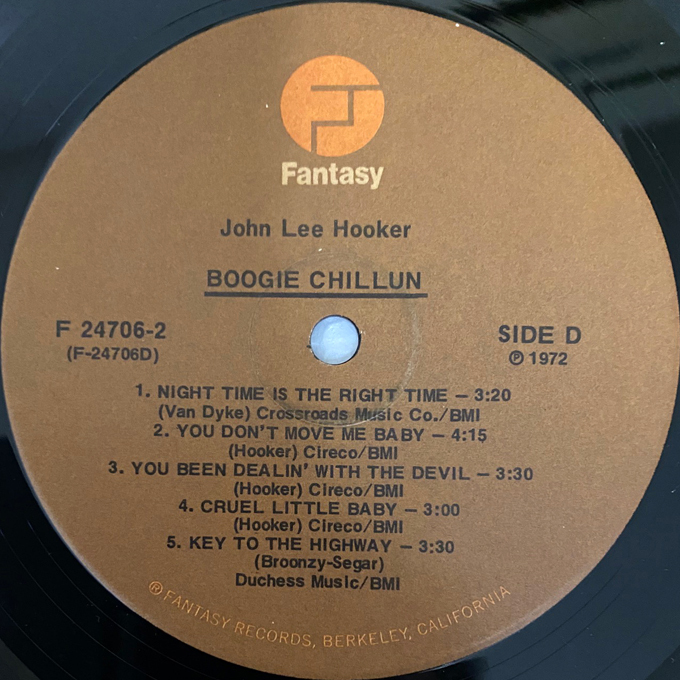 Fantasy
John Lee Hooker
BOOGIE CHILLUN
F 24706-2
(F-24706D)
SIDE D
℗ 1972
1. NIGHT TIME IS THE RIGHT TIME – 3:20
(Van Dyke) Crossroads Music Co./BMI
2. YOU DON'T MOVE ME BABY – 4:15
(Hooker) Cireco/BMI
3. YOU BEEN DEALIN' WITH THE DEVIL – 3:30
(Hooker) Cireco/BMI
4. CRUEL LITTLE BABY – 3:00
(Hooker) Cireco/BMI
5. KEY TO THE HIGHWAY – 3:30
(Broonzy-Segar)
Duchess Music/BMI
® FANTASY RECORDS, BERKELEY, CALIFORNIA